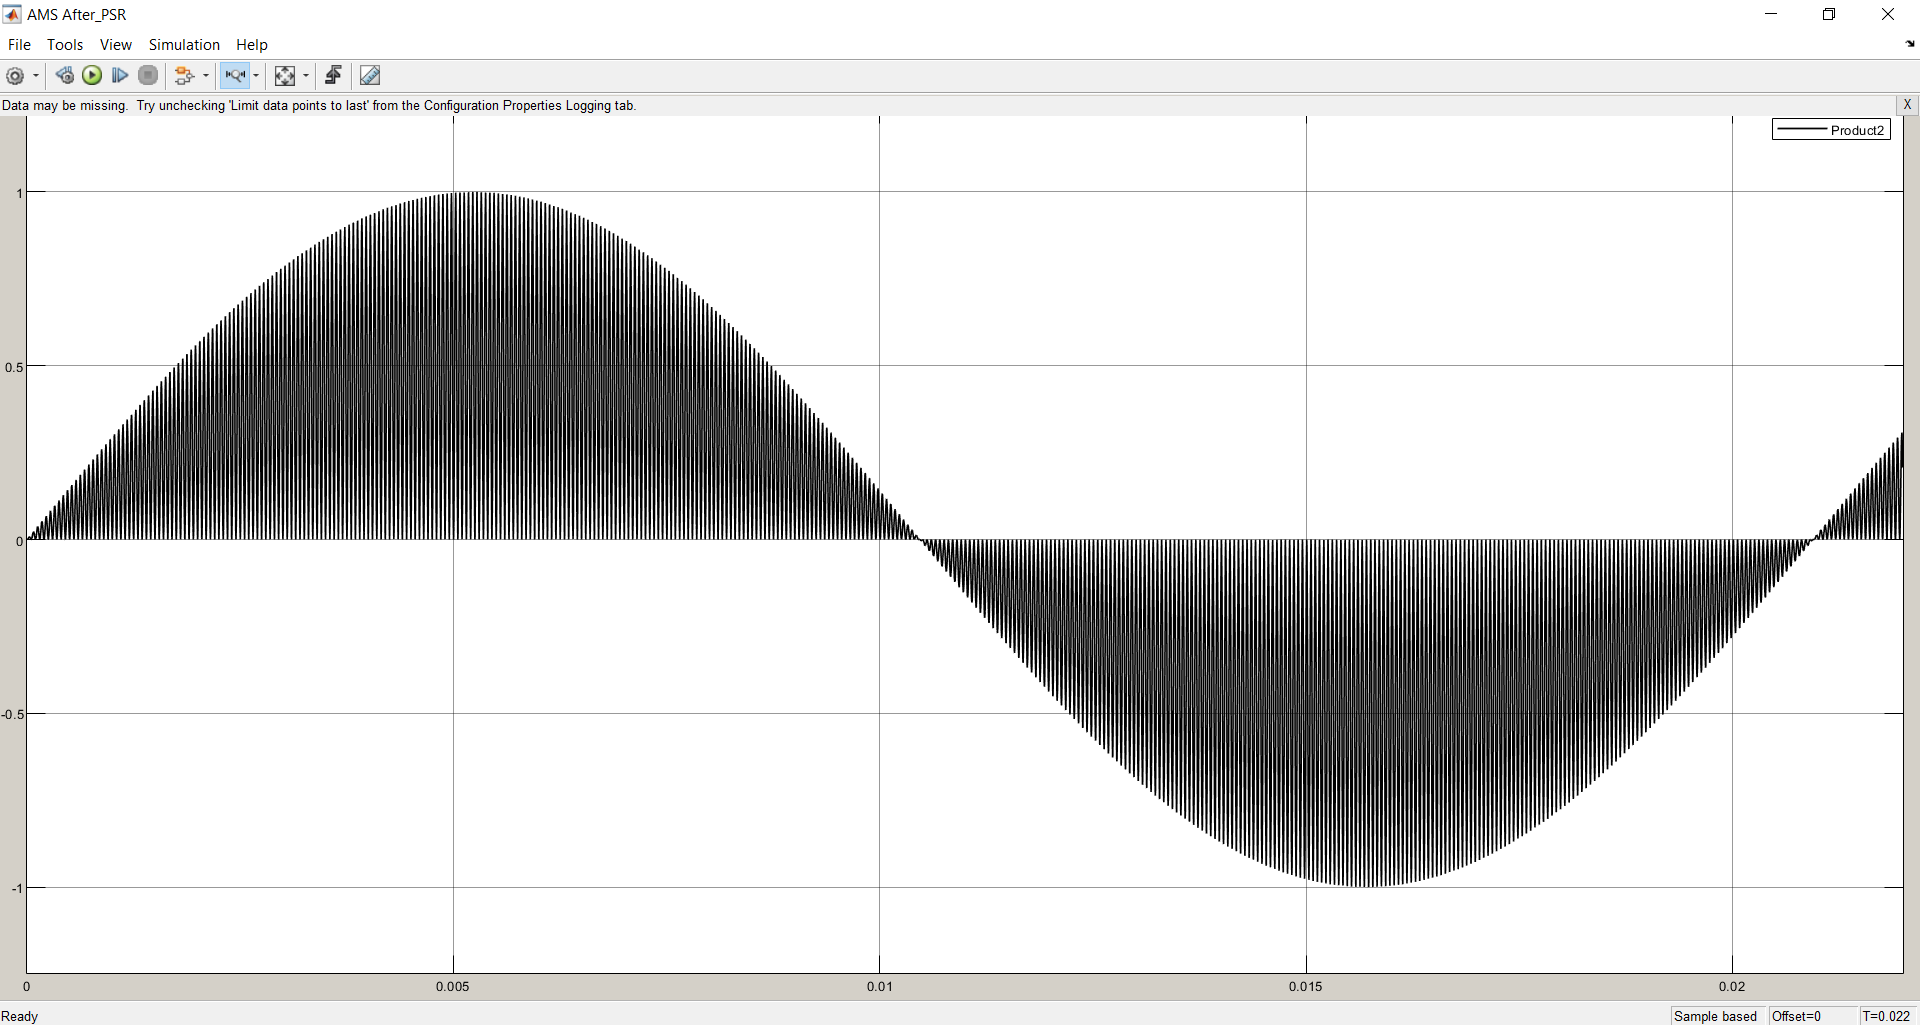 AMS After_PSR
File Tools View Simulation Help
Data may be missing. Try unchecking 'Limit data points to last' from the Configuration Properties Logging tab.
X
Product2
1
0.5
0
-0.5
-1
0 0.005 0.01 0.015 0.02
Ready
Sample based Offset=0 T=0.022